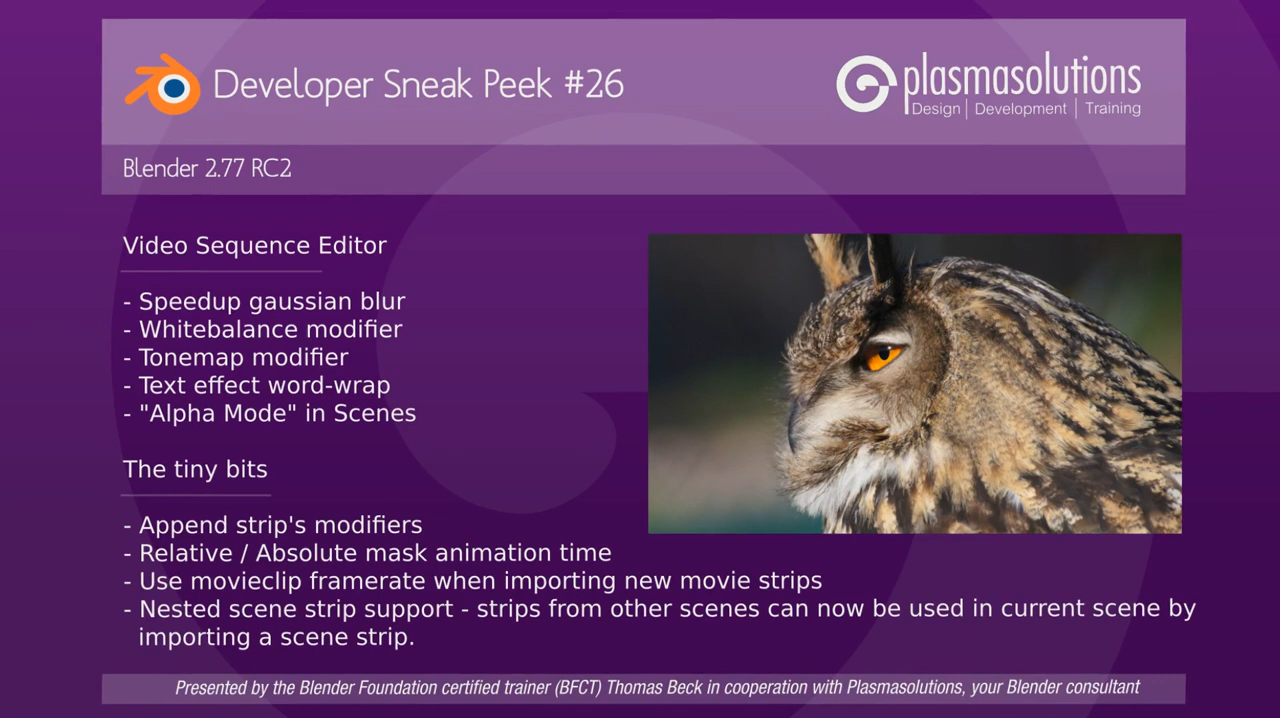 Developer Sneak Peek #26
plasmasolutions
Design | Development | Training
Blender 2.77 RC2
Video Sequence Editor
- Speedup gaussian blur
- Whitebalance modifier
- Tonemap modifier
- Text effect word-wrap
- "Alpha Mode" in Scenes
The tiny bits
- Append strip's modifiers
- Relative / Absolute mask animation time
- Use movieclip framerate when importing new movie strips
- Nested scene strip support - strips from other scenes can now be used in current scene by
importing a scene strip.
Presented by the Blender Foundation certified trainer (BFCT) Thomas Beck in cooperation with Plasmasolutions, your Blender consultant